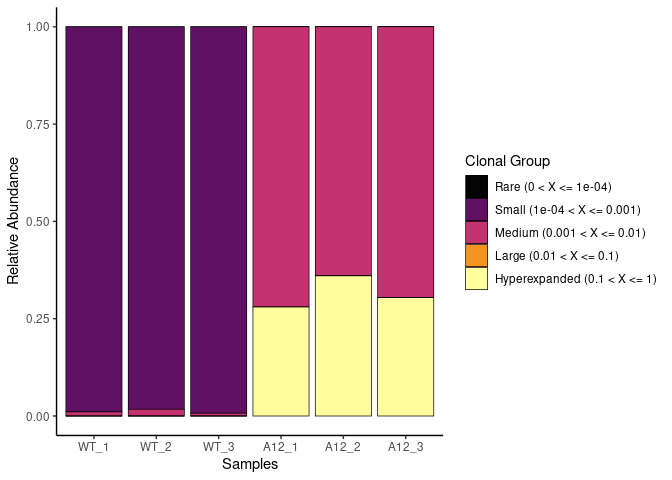 1.00
0.75
0.50
0.25
0.00
Relative Abundance
WT_1 WT_2 WT_3 A12_1 A12_2 A12_3
Samples
Clonal Group
Rare (0 < X <= 1e-04)
Small (1e-04 < X <= 0.001)
Medium (0.001 < X <= 0.01)
Large (0.01 < X <= 0.1)
Hyperexpanded (0.1 < X <= 1)